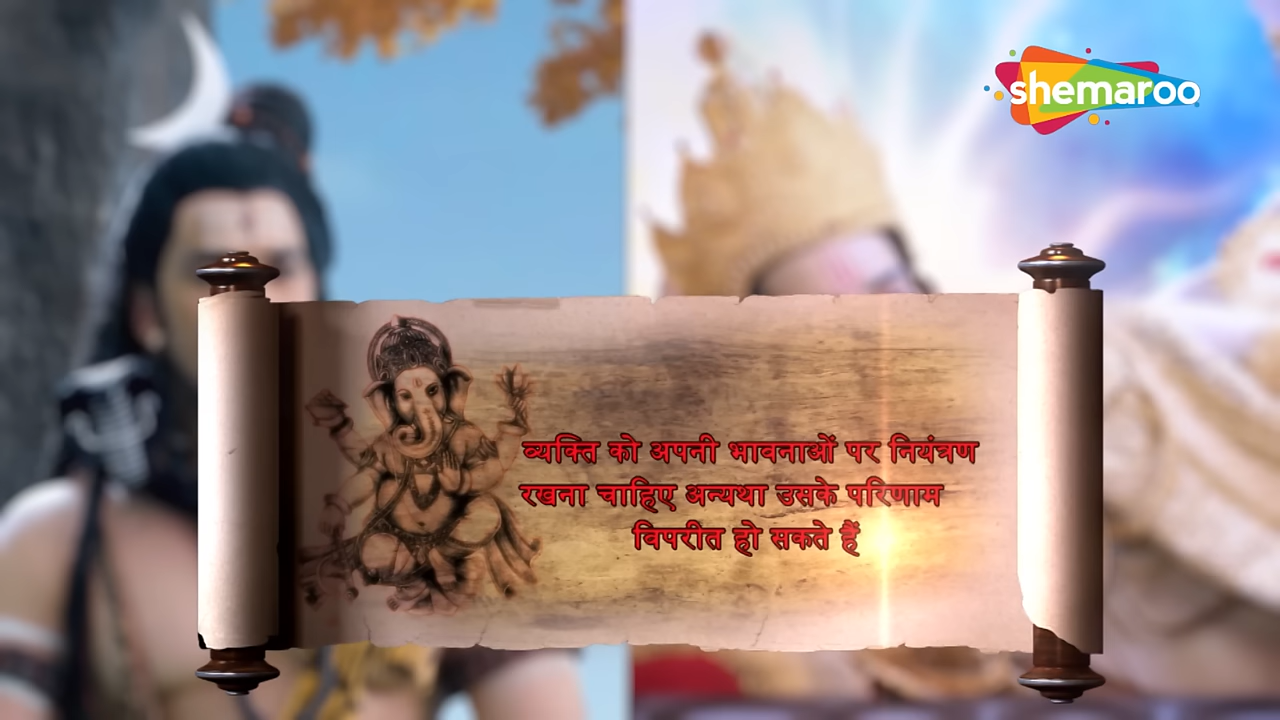 shemaroo
व्यक्ति को अपनी भावनाओं पर नियंत्रण
रखना चाहिए अन्यथा उसके परिणाम
विपरीत हो सकते हैं